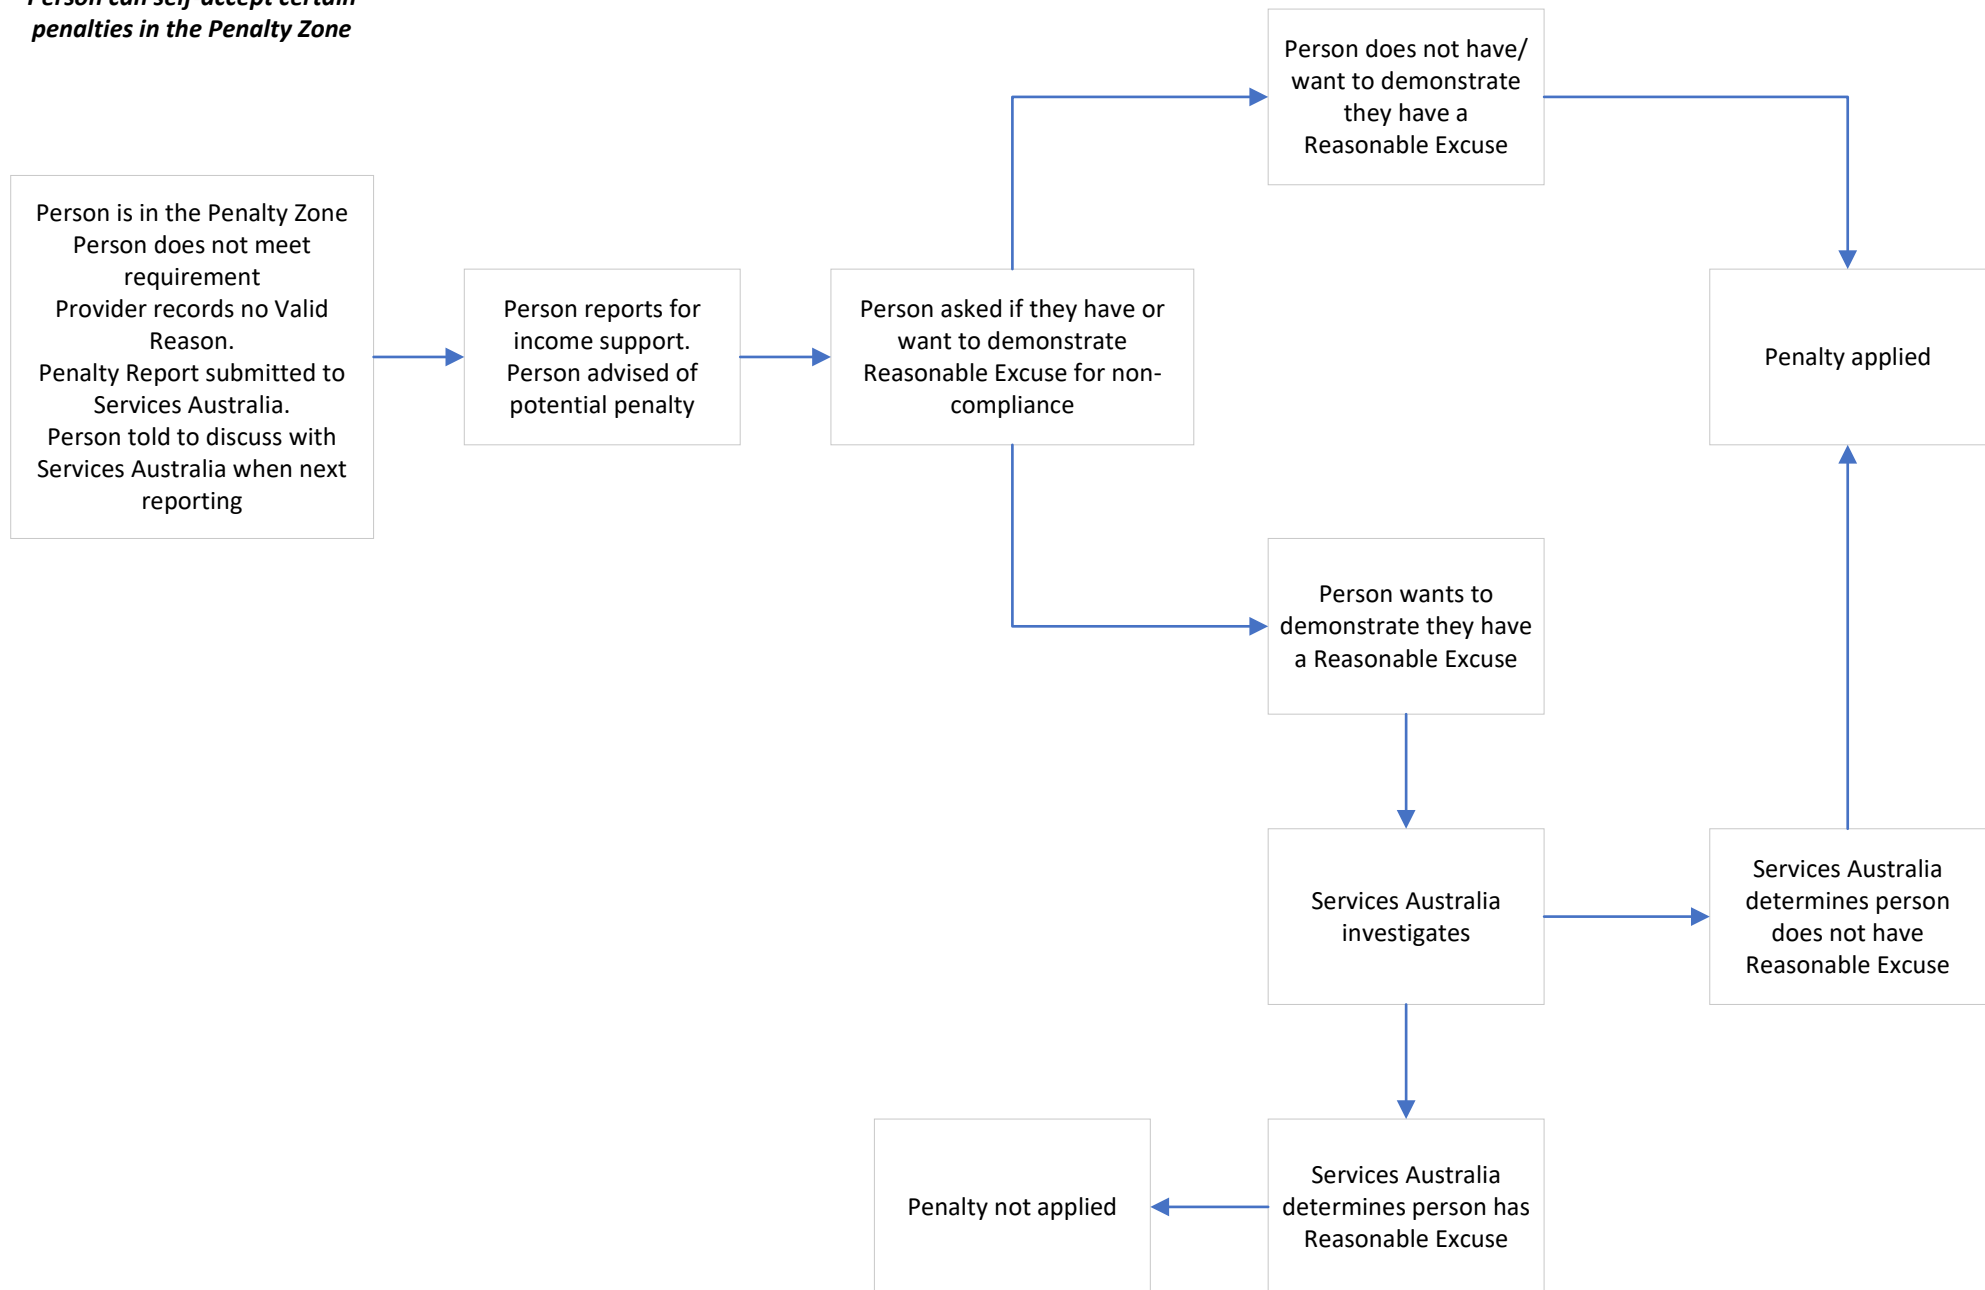 Person can self-accept certain
penalties in the Penalty Zone
Person does not have/
want to demonstrate
they have a
Reasonable Excuse
Person is in the Penalty Zone
Person does not meet
requirement
Provider records no Valid
Reason.
Penalty Report submitted to
Services Australia.
Person told to discuss with
Services Australia when next
reporting
Person reports for
income support.
Person advised of
potential penalty
Person asked if they have or
want to demonstrate
Reasonable Excuse for non-
compliance
Penalty applied
Person wants to
demonstrate they have
a Reasonable Excuse
Services Australia
investigates
Services Australia
determines person
does not have
Reasonable Excuse
Penalty not applied
Services Australia
determines person has
Reasonable Excuse